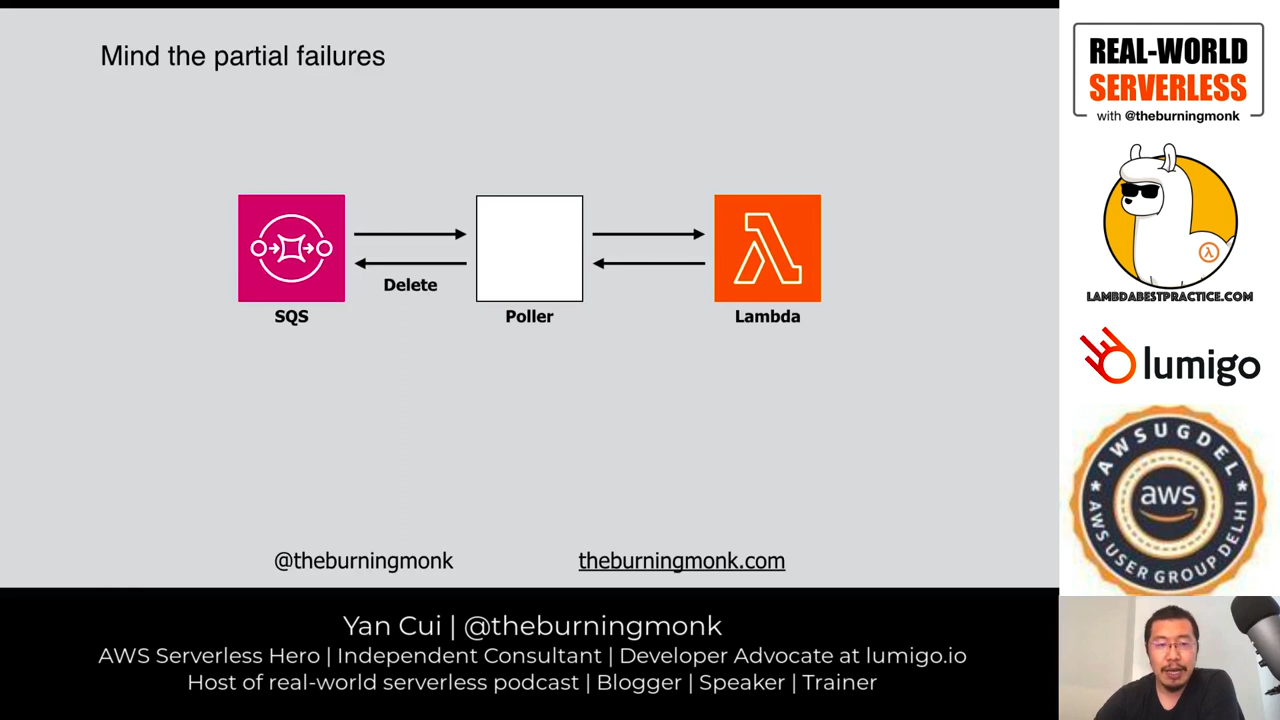 Mind the partial failures
Delete
SQS
Poller
Lambda
@theburningmonk
theburningmonk.com
Yan Cui | @theburningmonk
AWS Serverless Hero | Independent Consultant | Developer Advocate at lumigo.io
Host of real-world serverless podcast | Blogger | Speaker | Trainer
REAL-WORLD
SERVERLESS
with @theburningmonk
λ
LAMBDABESTPRACTICE.COM
lumigo
AWSUGDEL
aws
AWS USER GROUP DELHI